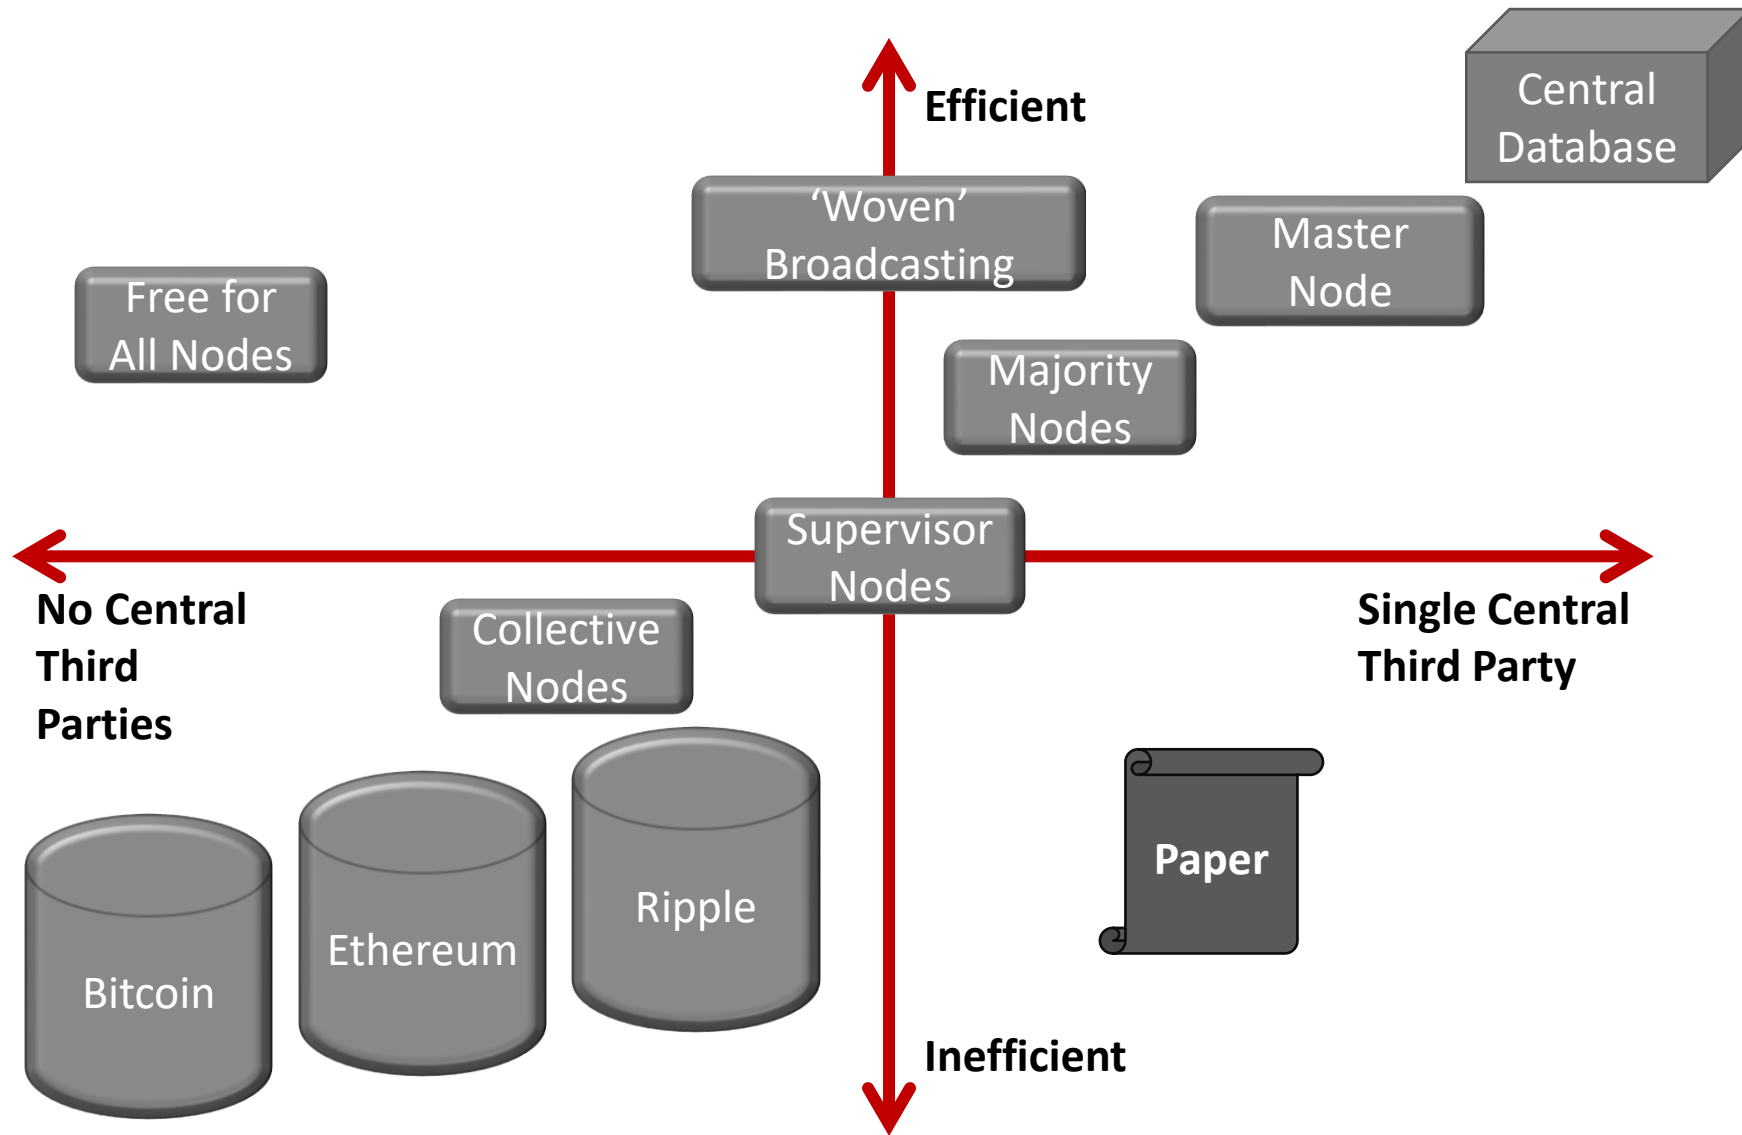 Efficient
Central
Database
‘Woven’
Broadcasting
Master
Node
Free for
All Nodes
Majority
Nodes
Supervisor
Nodes
No Central
Third
Parties
Single Central
Third Party
Collective
Nodes
Ripple
Ethereum
Bitcoin
Paper
Inefficient